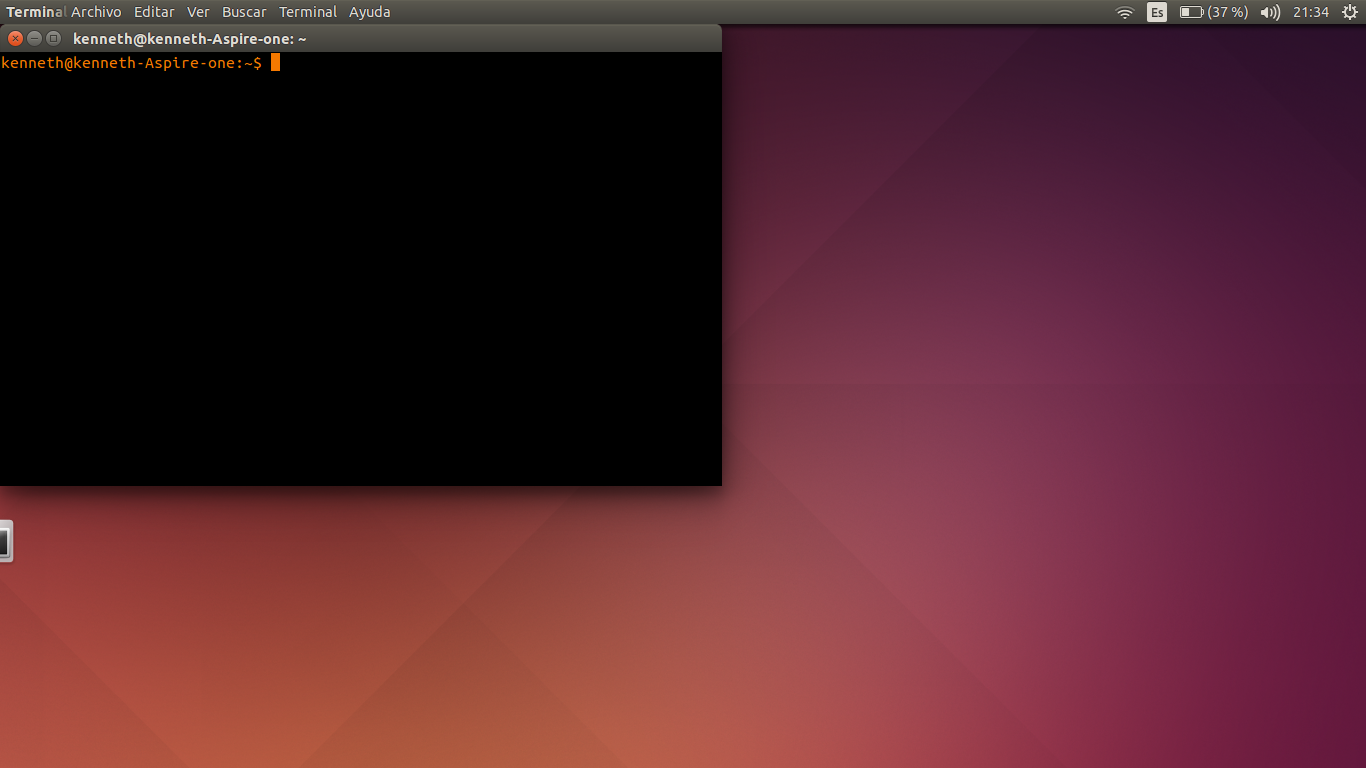 Terminal Archivo Editar Ver Buscar Terminal Ayuda Es (37 %) 21:34
kenneth@kenneth-Aspire-one: ~
kenneth@kenneth-Aspire-one:~$